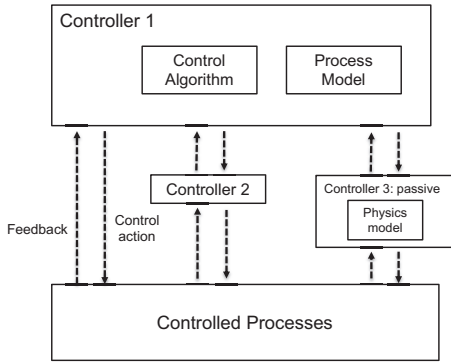 Controller 1
Control
Algorithm
Process
Model
Controller 2
Controller 3: passive
Physics
model
Feedback
Control
action
Controlled Processes